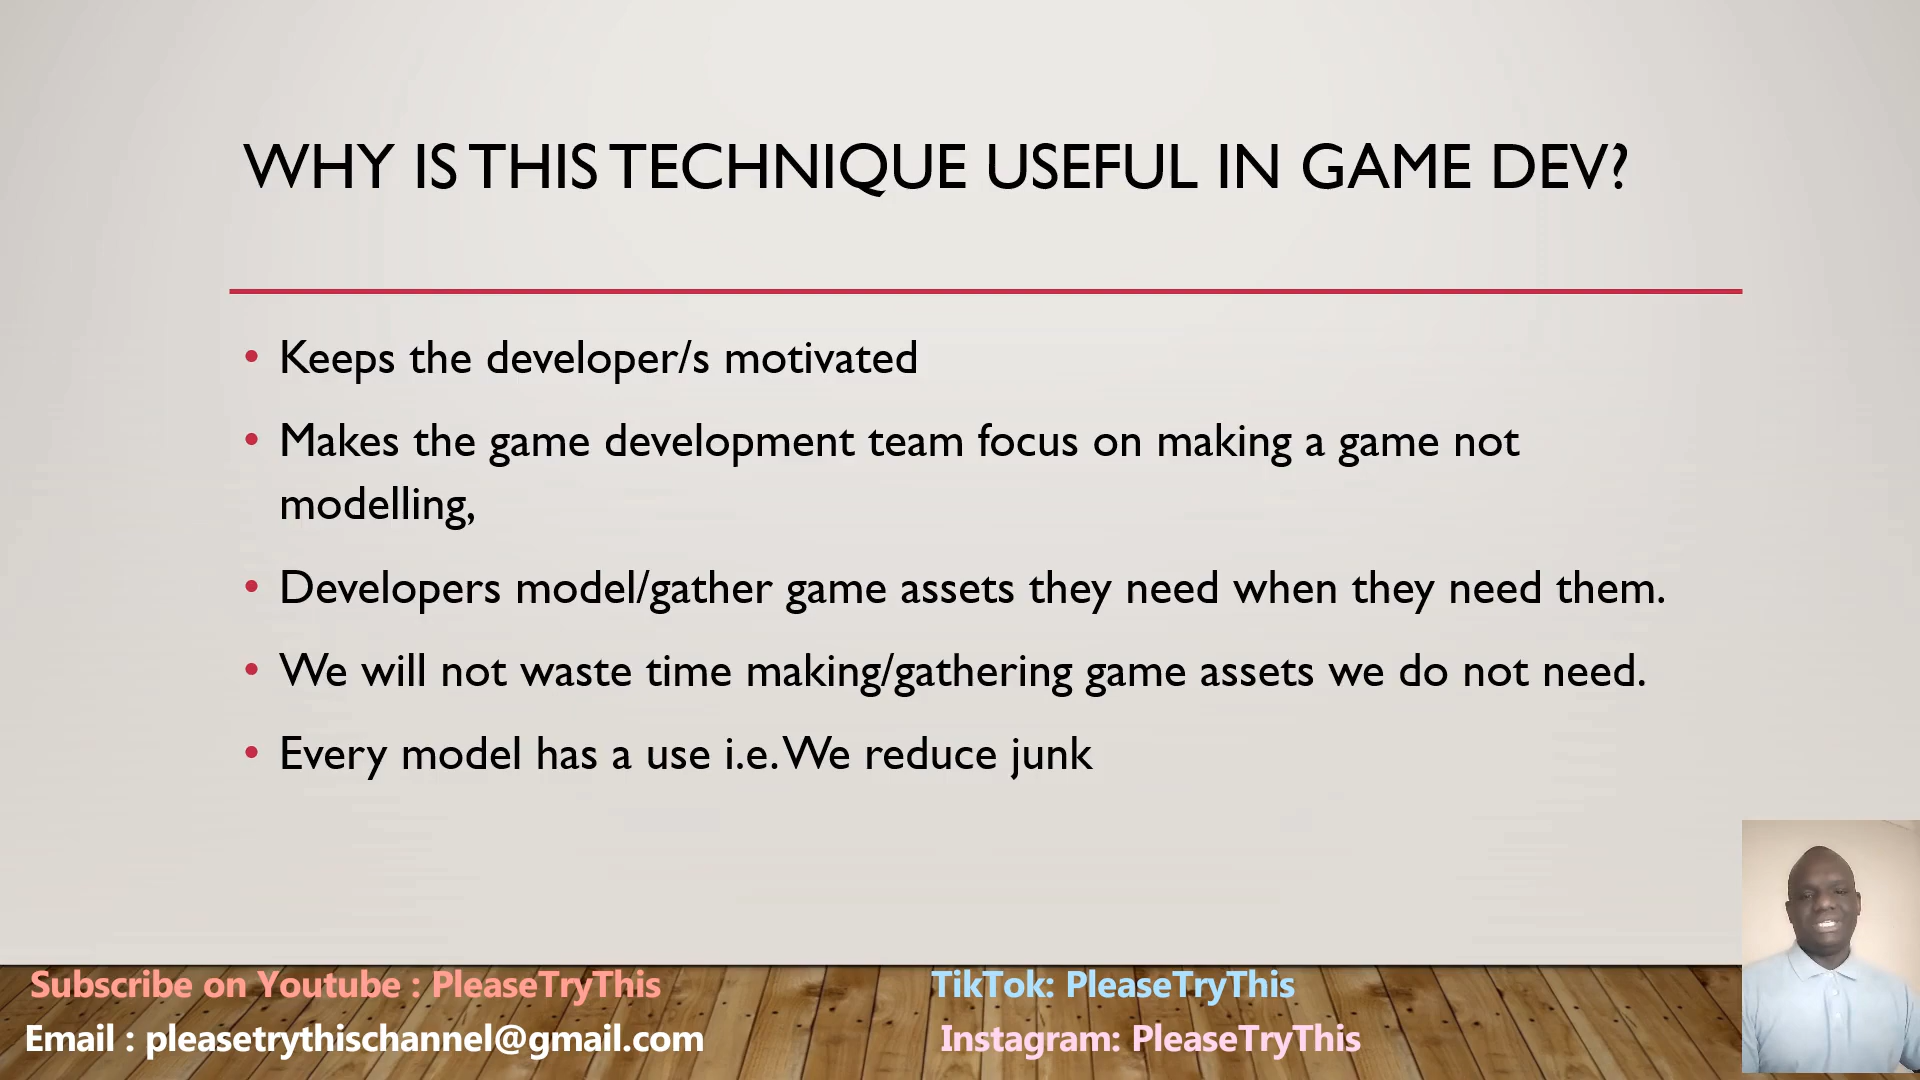 WHY IS THIS TECHNIQUE USEFUL IN GAME DEV?
• Keeps the developer/s motivated
• Makes the game development team focus on making a game not
modelling,
• Developers model/gather game assets they need when they need them.
• We will not waste time making/gathering game assets we do not need.
• Every model has a use i.e. We reduce junk
Subscribe on Youtube : PleaseTryThis
TikTok: PleaseTryThis
Email : pleasetrythischannel@gmail.com
Instagram: PleaseTryThis